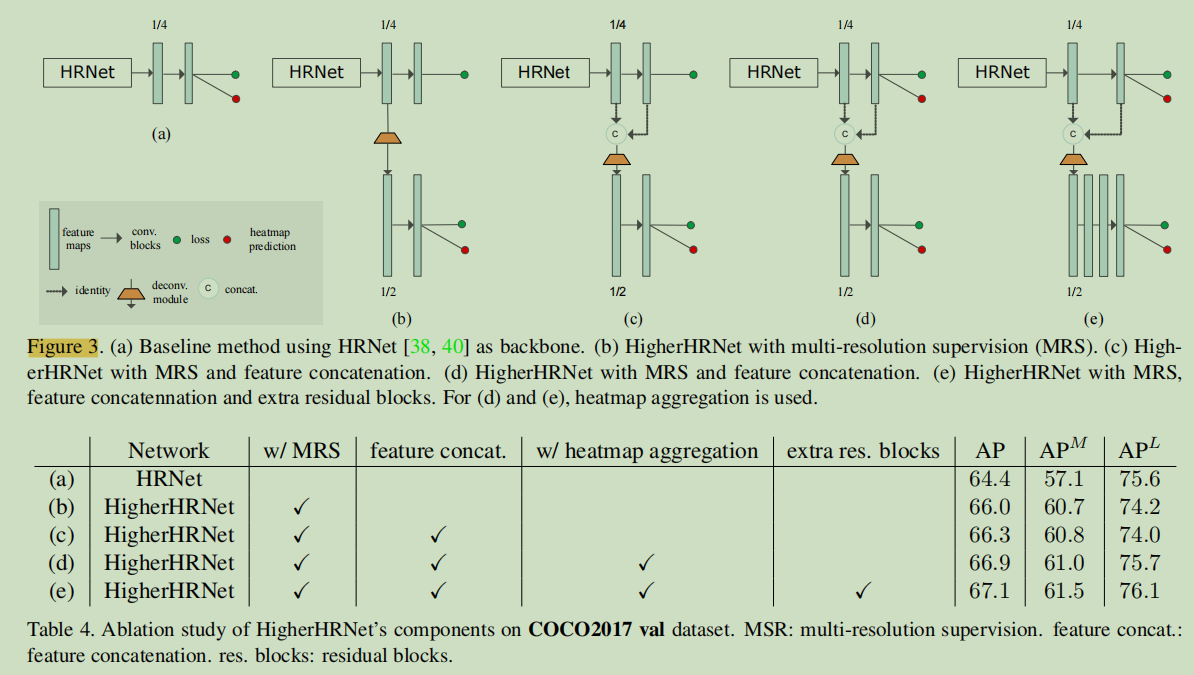 1/4 1/4 1/4 1/4 1/4
HRNet HRNet HRNet HRNet HRNet
(a) C C C
feature maps conv. blocks loss heatmap prediction
identity deconv. module C concat.
1/2 1/2 1/2 1/2
(b) (c) (d) (e)
Figure 3. (a) Baseline method using HRNet [38, 40] as backbone. (b) HigherHRNet with multi-resolution supervision (MRS). (c) High-
erHRNet with MRS and feature concatenation. (d) HigherHRNet with MRS and feature concatenation. (e) HigherHRNet with MRS,
feature concatennation and extra residual blocks. For (d) and (e), heatmap aggregation is used.
Network w/ MRS feature concat. w/ heatmap aggregation extra res. blocks AP AP^M AP^L
(a) HRNet 64.4 57.1 75.6
(b) HigherHRNet ✓ 66.0 60.7 74.2
(c) HigherHRNet ✓ ✓ 66.3 60.8 74.0
(d) HigherHRNet ✓ ✓ ✓ 66.9 61.0 75.7
(e) HigherHRNet ✓ ✓ ✓ ✓ 67.1 61.5 76.1
Table 4. Ablation study of HigherHRNet's components on COCO2017 val dataset. MSR: multi-resolution supervision. feature concat.:
feature concatenation. res. blocks: residual blocks.